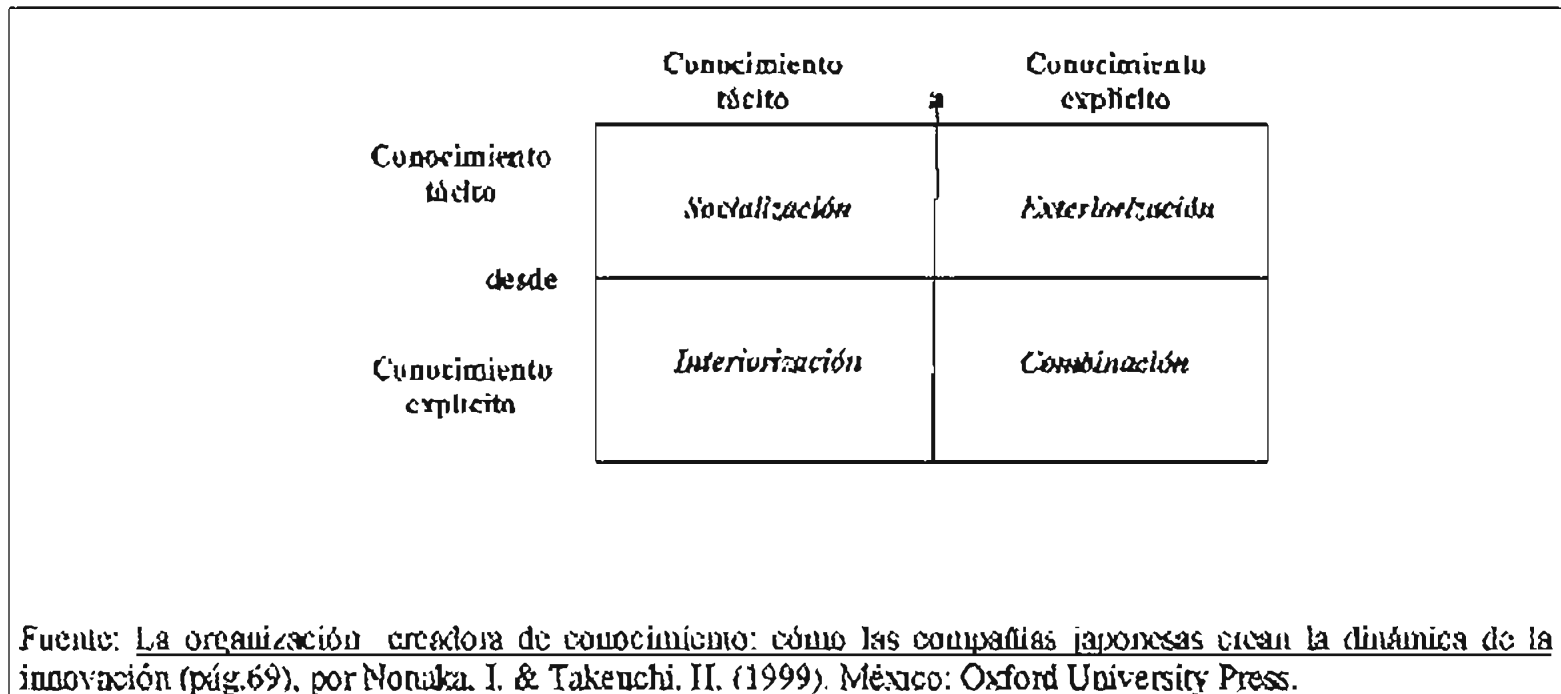 Conocimiento Conocimiento
tácito a explícito
Conocimiento
tácito
Socialización Exteriorización
desde
Conocimiento
explicito
Interiorización Combinación
Fuente: La organización creadora de conocimiento: cómo las compañías japonesas crean la dinámica de la
innovación (pág.69), por Nonaka, I. & Takeuchi, H. (1999). México: Oxford University Press.